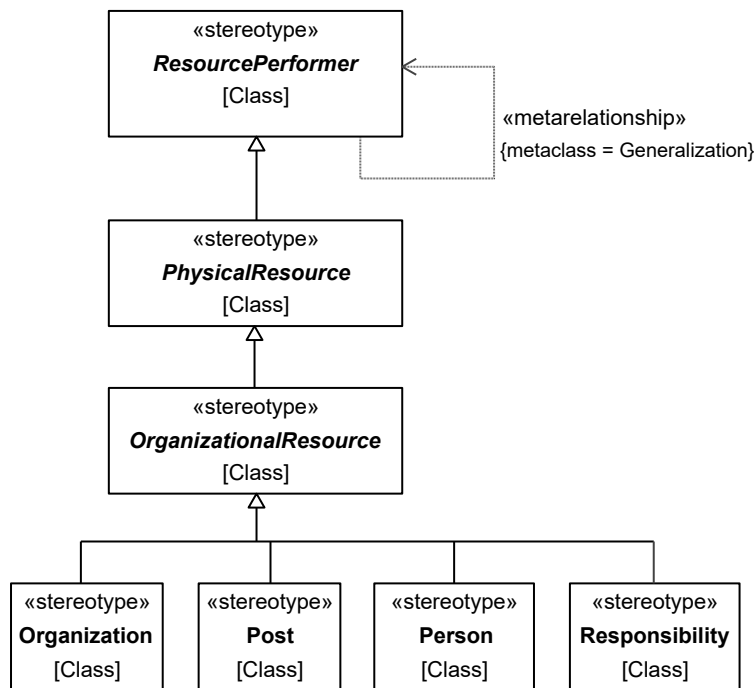 «stereotype»
ResourcePerformer
[Class]
«metarelationship»
{metaclass = Generalization}
«stereotype»
PhysicalResource
[Class]
«stereotype»
OrganizationalResource
[Class]
«stereotype»
Organization
[Class]
«stereotype»
Post
[Class]
«stereotype»
Person
[Class]
«stereotype»
Responsibility
[Class]